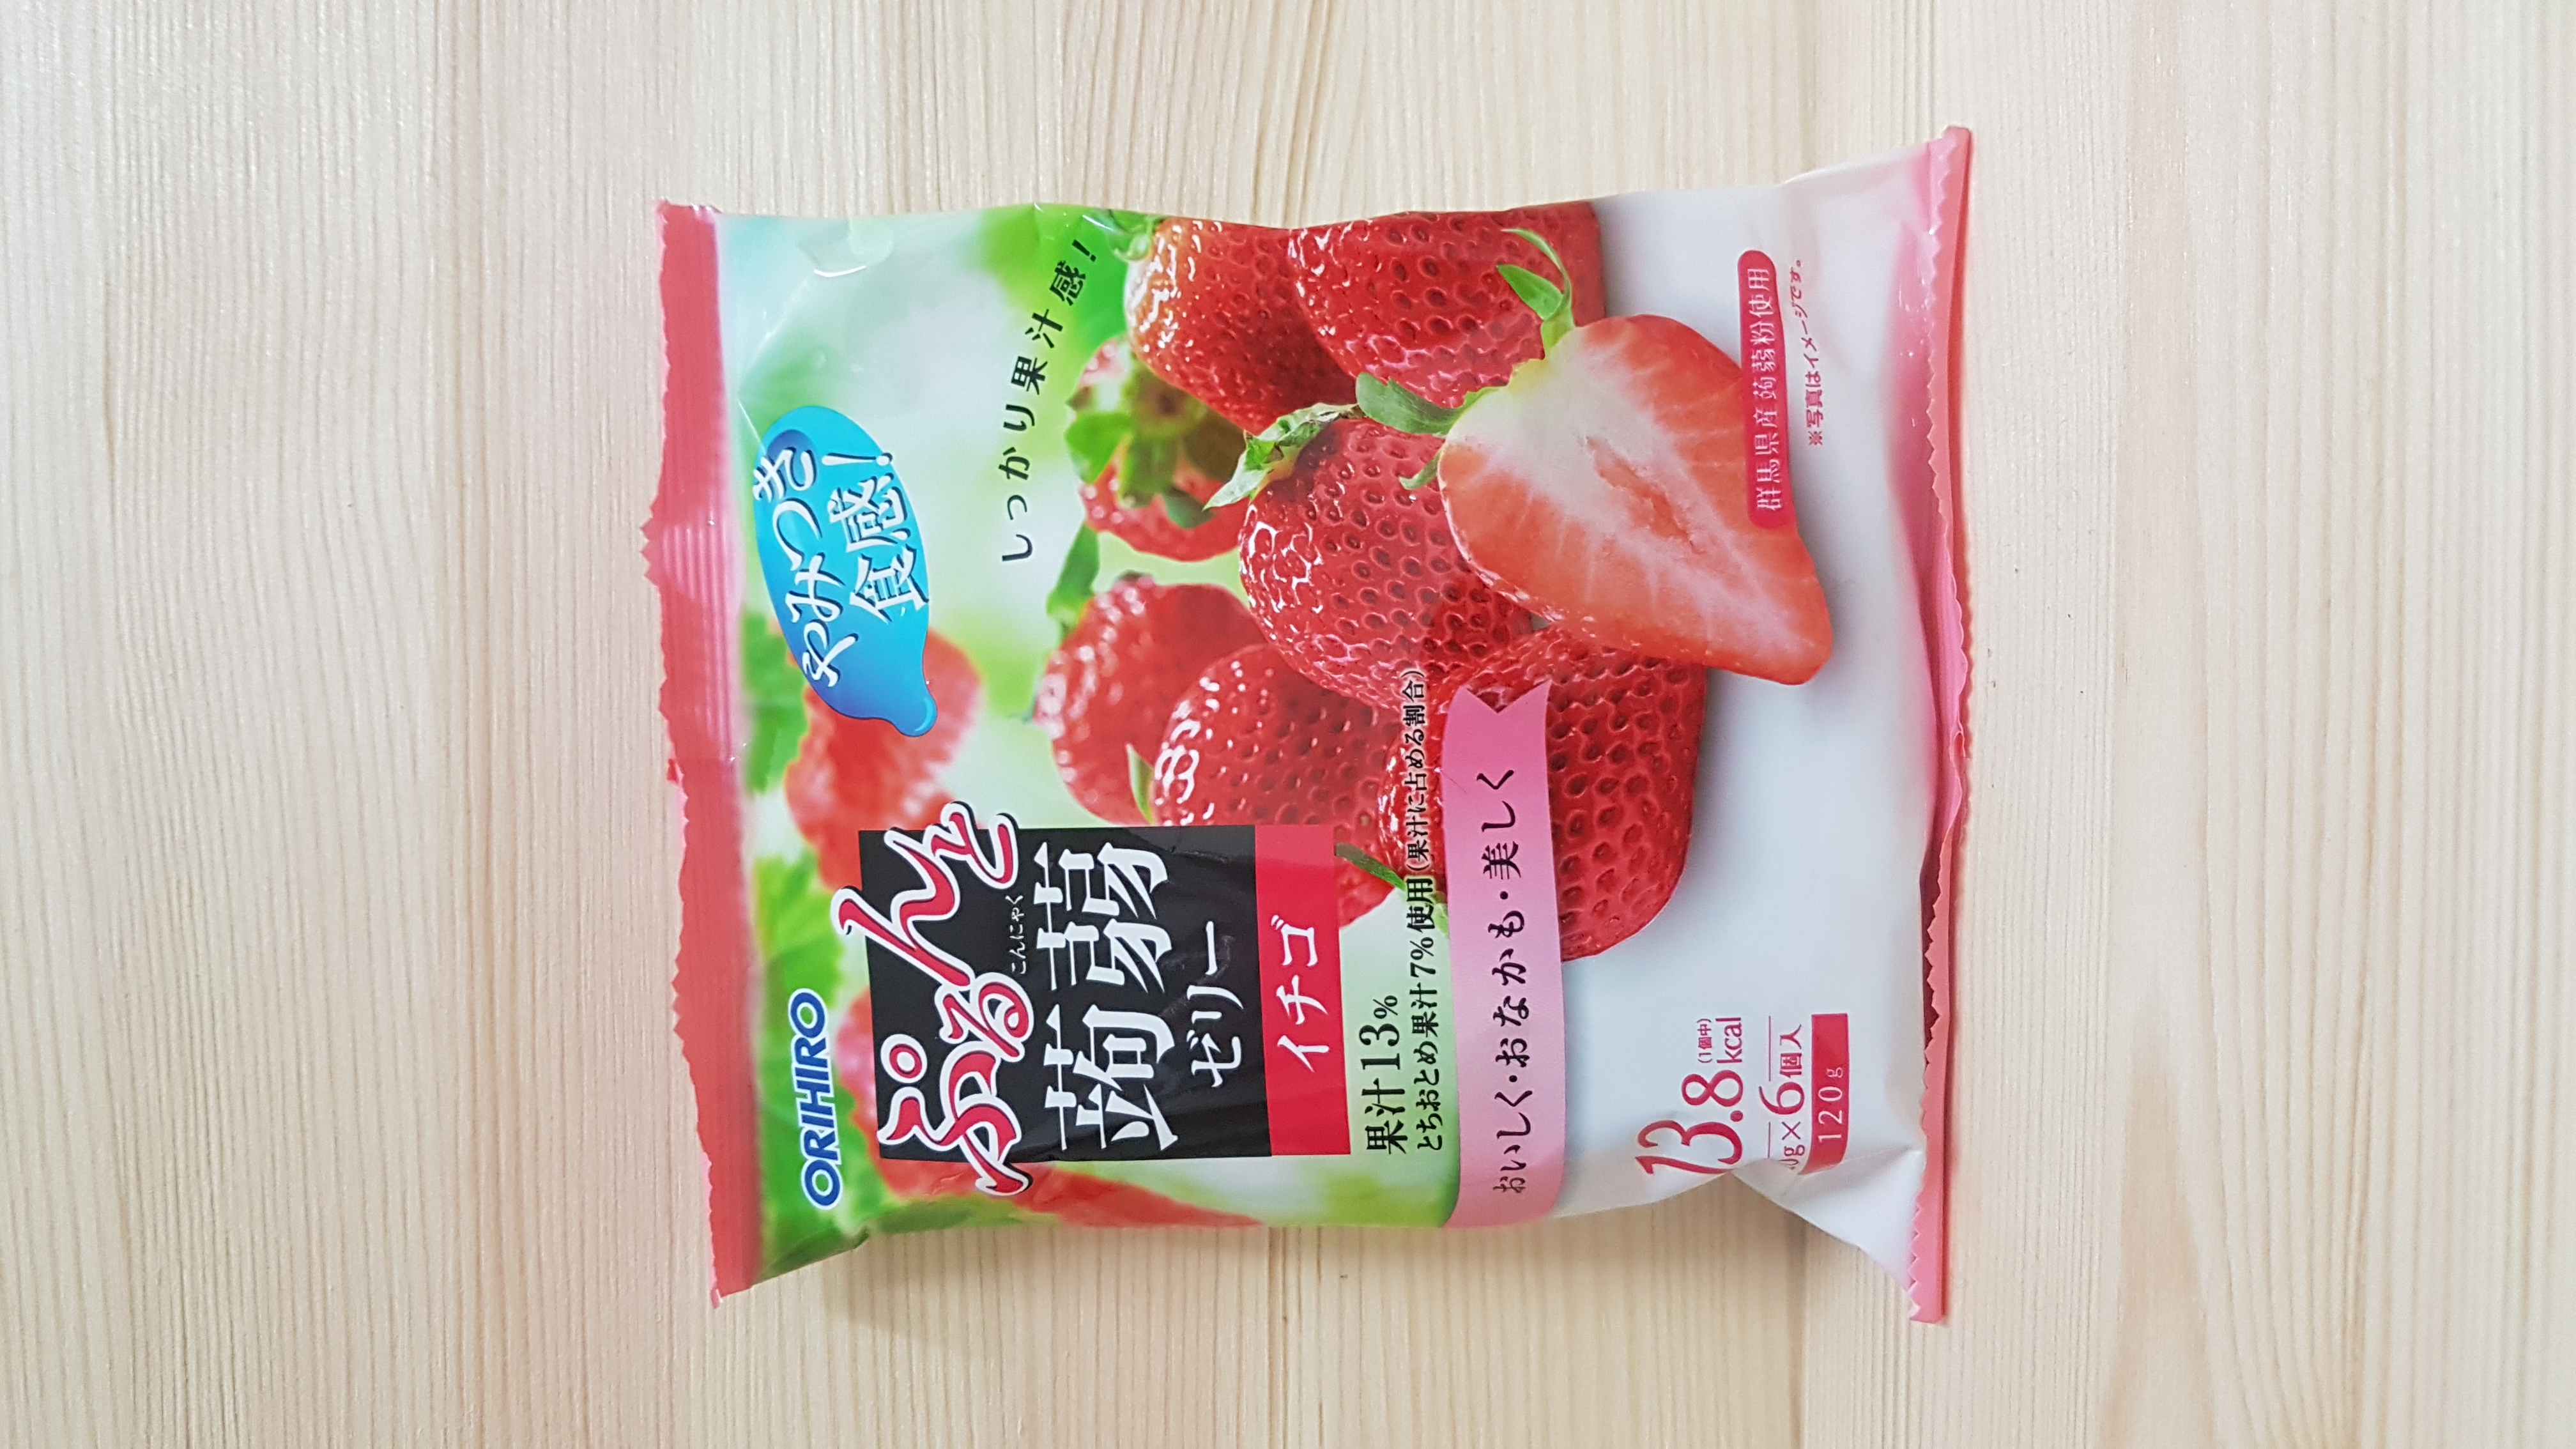 ORIHIRO
やみつき
食感!
ぷるんと
こんにゃく
蒟蒻
ゼリー
イチゴ
しっかり果汁感!
果汁13%
とちおとめ果汁7%使用(果汁に占める割合)
おいしく・おなかも・美しく
13.8 (1個中) kcal
0g×6個入
120g
群馬県産蒟蒻粉使用
※写真はイメージです。